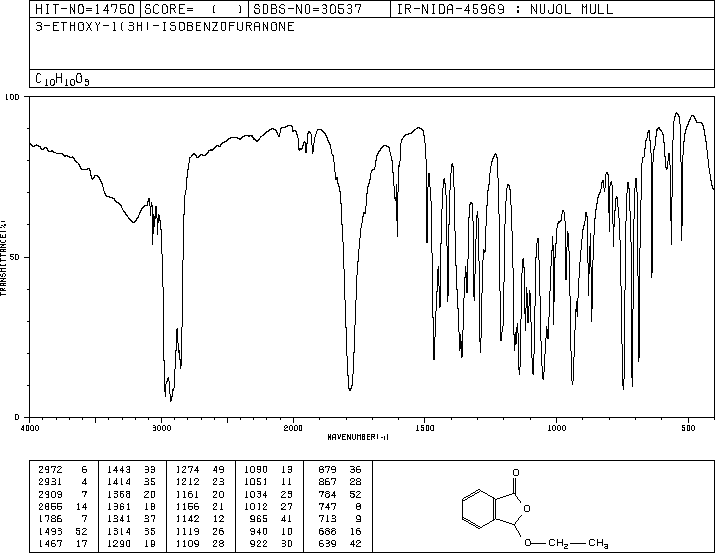 HIT-NO=14750 SCORE= ( ) SDBS-NO=30537 IR-NIDA-45969 : NUJOL MULL
3-ETHOXY-1(3H)-ISOBENZOFURANONE
C10H10O3
100
50
0
TRANSMITTANCE(%)
4000 3000 2000 1500 1000 500
WAVENUMBER(-1)
2972 6 1443 33 1274 49 1090 13 879 36
2931 4 1414 35 1212 23 1051 11 867 28
2909 7 1368 20 1161 20 1034 23 784 52
2866 14 1361 18 1156 21 1012 27 747 8
1786 7 1341 37 1142 12 965 41 713 9
1493 52 1314 35 1119 26 940 10 688 16
1467 17 1290 19 1109 28 922 30 639 42
O
O
O CH2 CH3